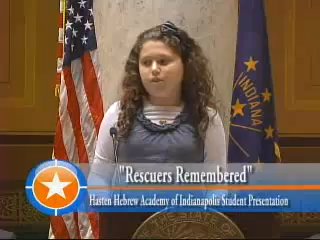 INDIANA
"Rescuers Remembered"
Hasten Hebrew Academy of Indianapolis Student Presentation